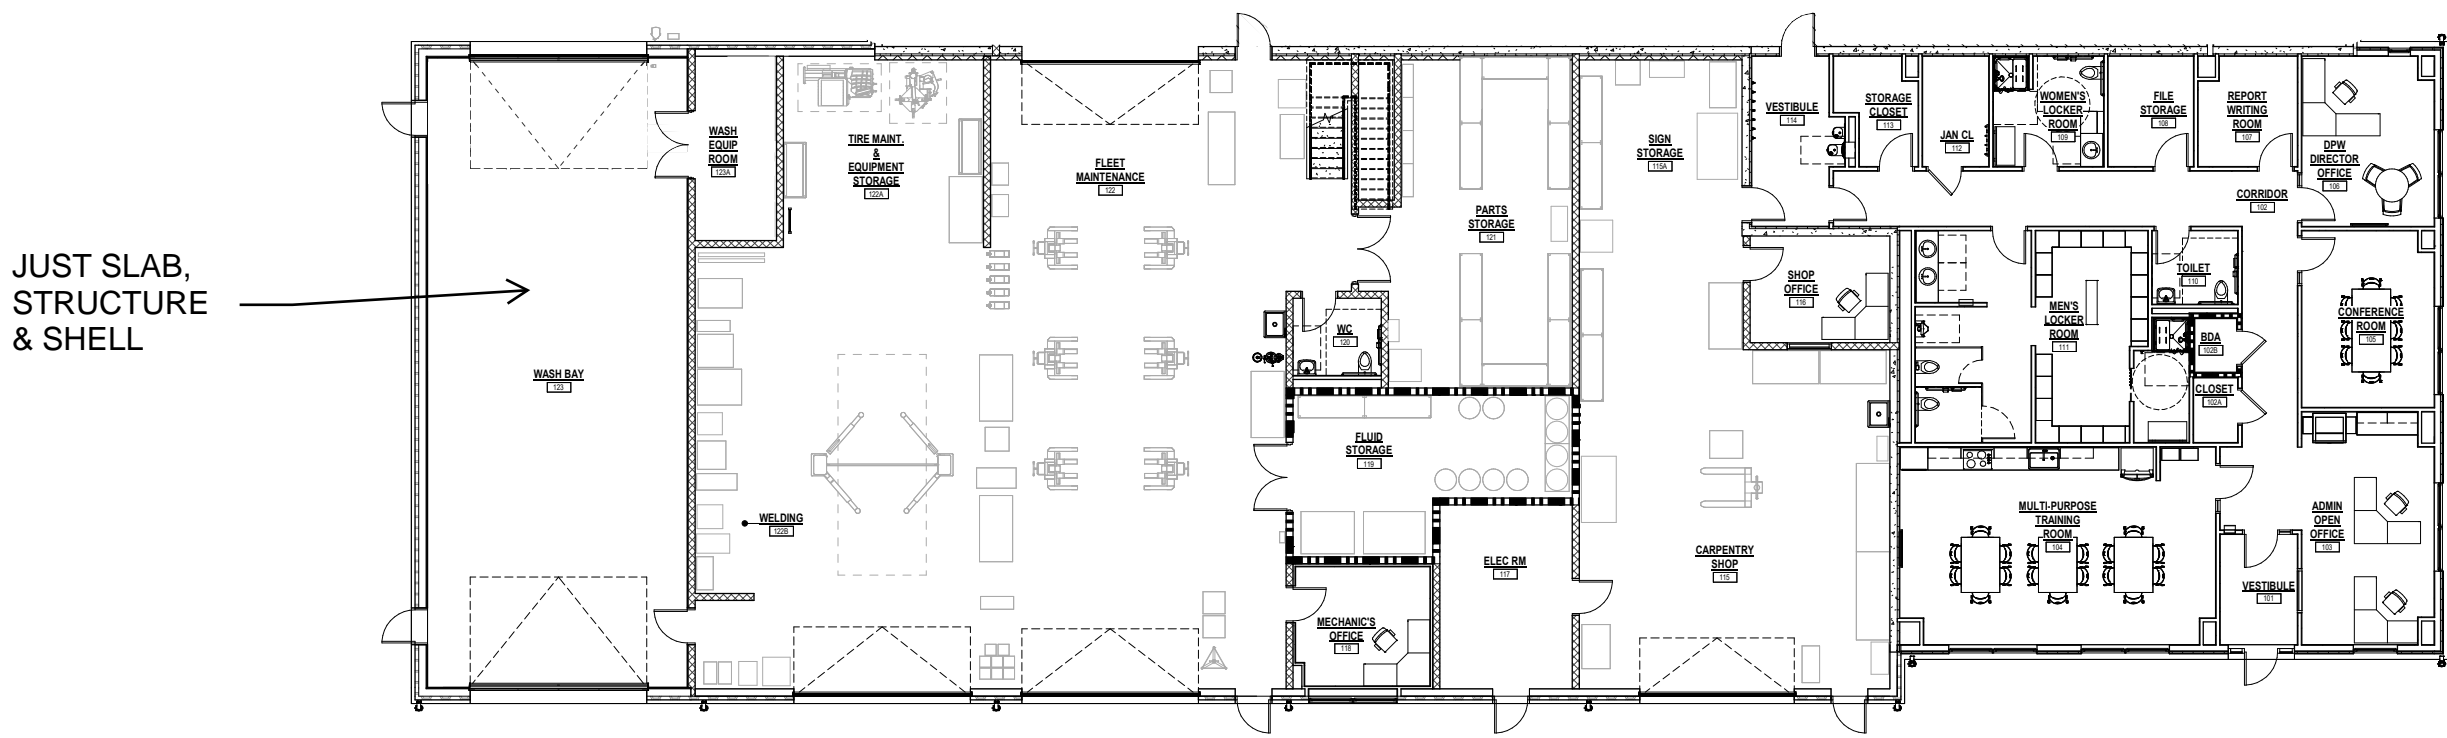 JUST SLAB,
STRUCTURE
& SHELL
WASH BAY
123
WASH
EQUIP
ROOM
123A
TIRE MAINT.
&
EQUIPMENT
STORAGE
122A
WELDING
122B
FLEET
MAINTENANCE
122
PARTS
STORAGE
121
WC
120
FLUID
STORAGE
119
MECHANIC'S
OFFICE
118
ELEC RM
117
SIGN
STORAGE
115A
SHOP
OFFICE
116
CARPENTRY
SHOP
115
VESTIBULE
114
STORAGE
CLOSET
113
JAN CL
112
WOMEN'S
LOCKER
ROOM
109
FILE
STORAGE
108
REPORT
WRITING
ROOM
107
DPW
DIRECTOR
OFFICE
106
CORRIDOR
102
MEN'S
LOCKER
ROOM
111
TOILET
110
BDA
102B
CLOSET
102A
CONFERENCE
ROOM
105
MULTI-PURPOSE
TRAINING
ROOM
104
VESTIBULE
101
ADMIN
OPEN
OFFICE
103